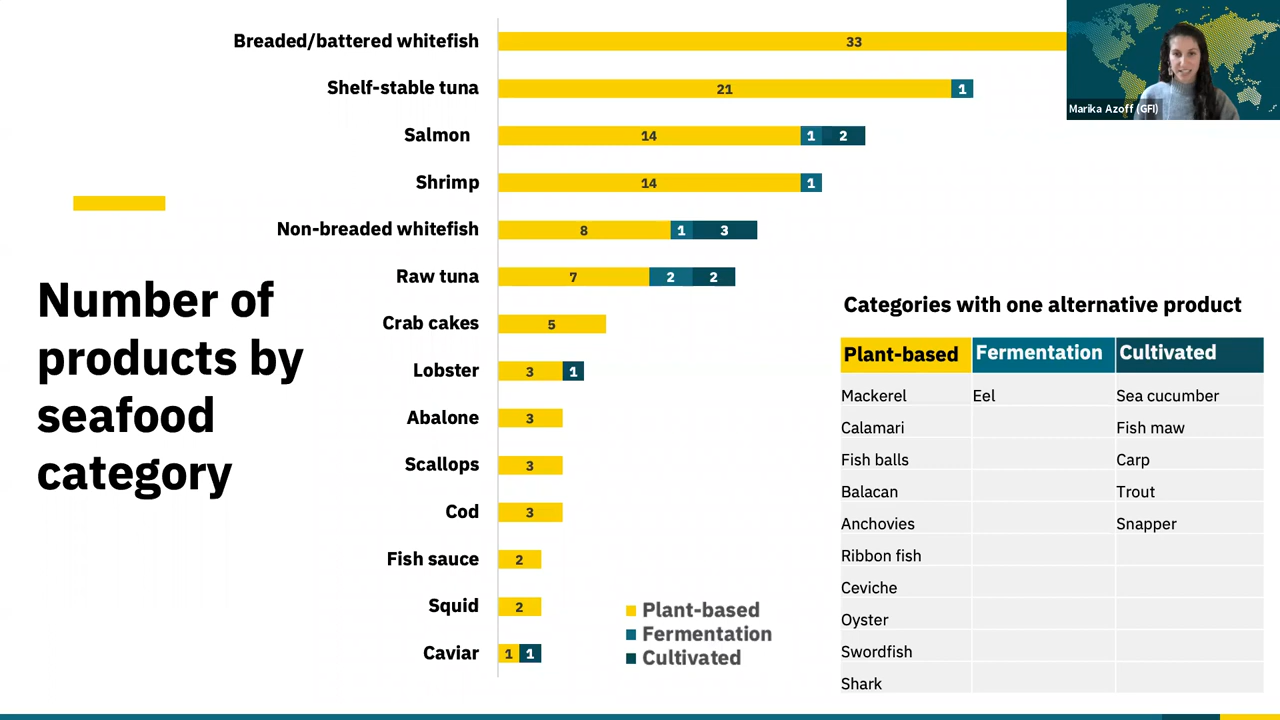 Number of
products by
seafood
category
Breaded/battered whitefish 33
Shelf-stable tuna 21 1
Salmon 14 1 2
Shrimp 14 1
Non-breaded whitefish 8 1 3
Raw tuna 7 2 2
Crab cakes 5
Lobster 3 1
Abalone 3
Scallops 3
Cod 3
Fish sauce 2
Squid 2
Caviar 1 1
Plant-based
Fermentation
Cultivated
Marika Azoff (GFI)
Categories with one alternative product
Plant-based Fermentation Cultivated
Mackerel Eel Sea cucumber
Calamari Fish maw
Fish balls Carp
Balacan Trout
Anchovies Snapper
Ribbon fish
Ceviche
Oyster
Swordfish
Shark